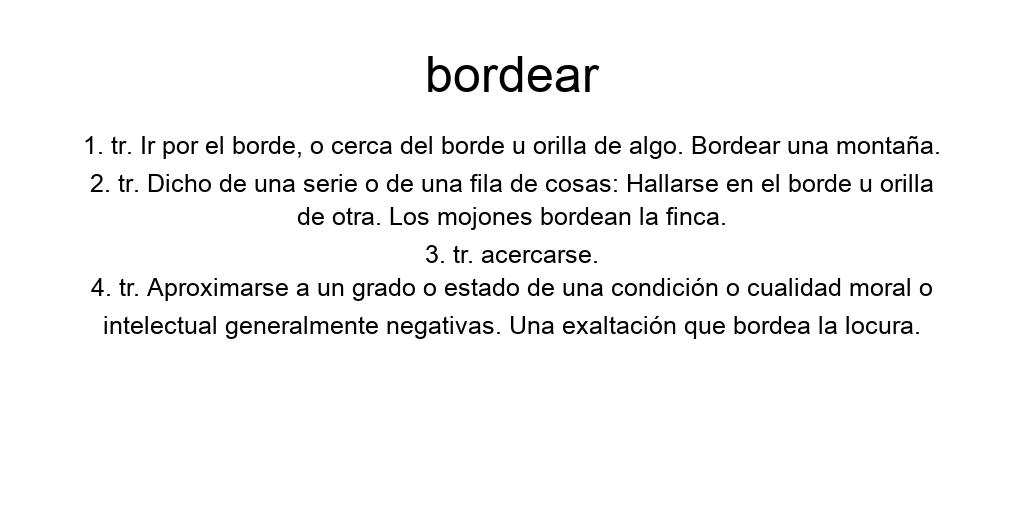 bordear
1. tr. Ir por el borde, o cerca del borde u orilla de algo. Bordear una montaña.
2. tr. Dicho de una serie o de una fila de cosas: Hallarse en el borde u orilla
de otra. Los mojones bordean la finca.
3. tr. acercarse.
4. tr. Aproximarse a un grado o estado de una condición o cualidad moral o
intelectual generalmente negativas. Una exaltación que bordea la locura.